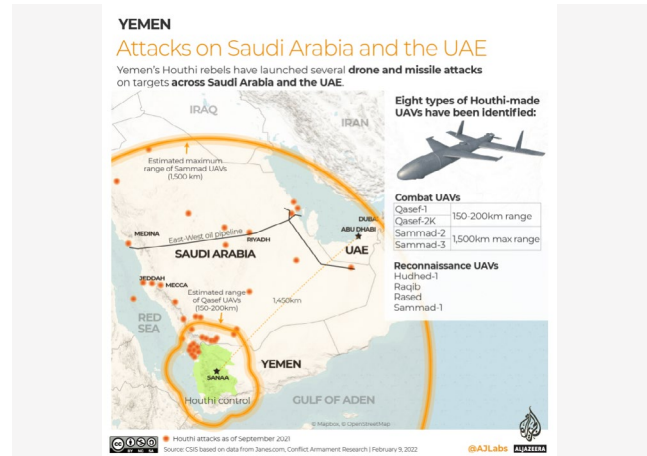 YEMEN
Attacks on Saudi Arabia and the UAE
Yemen's Houthi rebels have launched several drone and missile attacks
on targets across Saudi Arabia and the UAE.
Eight types of Houthi-made
UAVs have been identified:
IRAQ
IRAN
Estimated maximum
range of Sammad UAVs
(1,500 km)
Combat UAVs
Qasef-1
Qasef-2K
150-200km range
Sammad-2
Sammad-3
1,500km max range
Reconnaissance UAVs
Hudhed-1
Raqib
Rased
Sammad-1
DUBA
ABU DHABI
UAE
MEDINA
East-West oil pipeline
RIYADH
SAUDI ARABIA
JEDDAH
MECCA
Estimated range
of Qasef UAVs
(150-200km)
1,450km
RED
SEA
YEMEN
SANAA
Houthi control
GULF OF ADEN
© Mapbox, © OpenStreetMap
Houthi attacks as of September 2021
Source: CSIS based on data from Janes.com, Conflict Armament Research | February 9, 2022
@AJLabs
ALJAZEERA
CC
BY NC SA